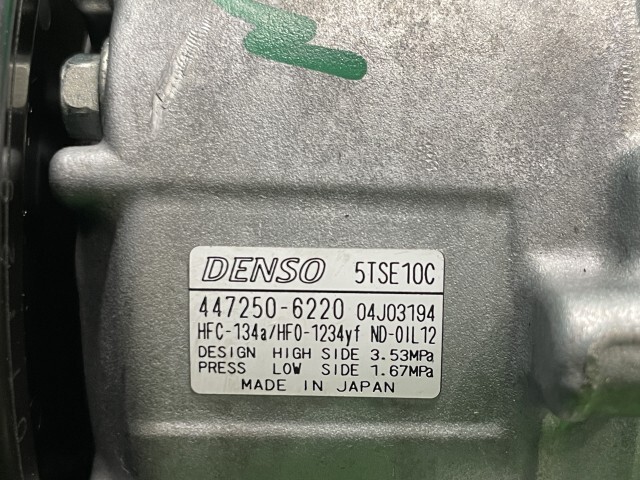 DENSO 5TSE10C
447250-6220 04J03194
HFC-134a/HFO-1234yf ND-OIL12
DESIGN HIGH SIDE 3.53MPa
PRESS LOW SIDE 1.67MPa
MADE IN JAPAN